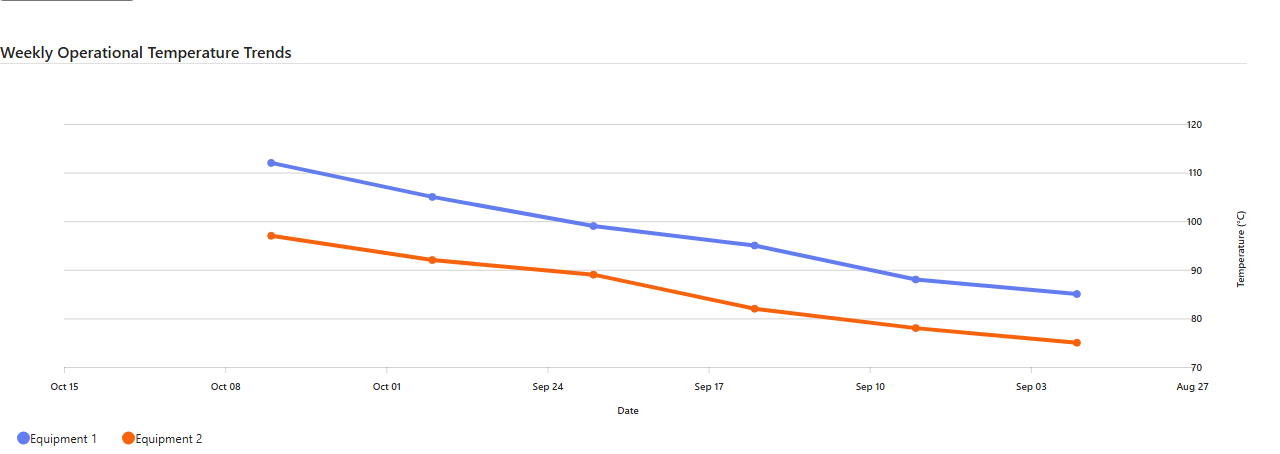 Weekly Operational Temperature Trends
120
110
100
90
80
70
Temperature (°C)
Oct 15 Oct 08 Oct 01 Sep 24 Sep 17 Sep 10 Sep 03 Aug 27
Date
Equipment 1 Equipment 2